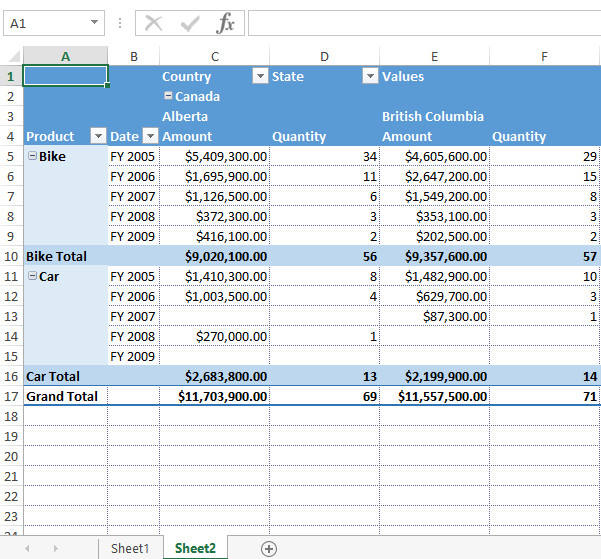 A1 fx
A B C D E F
1 Country State Values
2 Canada
3 Alberta British Columbia
4 Product Date Amount Quantity Amount Quantity
5 Bike FY 2005 $5,409,300.00 34 $4,605,600.00 29
6 FY 2006 $1,695,900.00 11 $2,647,200.00 15
7 FY 2007 $1,126,500.00 6 $1,549,200.00 8
8 FY 2008 $372,300.00 3 $353,100.00 3
9 FY 2009 $416,100.00 2 $202,500.00 2
10 Bike Total $9,020,100.00 56 $9,357,600.00 57
11 Car FY 2005 $1,410,300.00 8 $1,482,900.00 10
12 FY 2006 $1,003,500.00 4 $629,700.00 3
13 FY 2007 $87,300.00 1
14 FY 2008 $270,000.00 1
15 FY 2009
16 Car Total $2,683,800.00 13 $2,199,900.00 14
17 Grand Total $11,703,900.00 69 $11,557,500.00 71
18
19
20
21
22
23
24
Sheet1 Sheet2